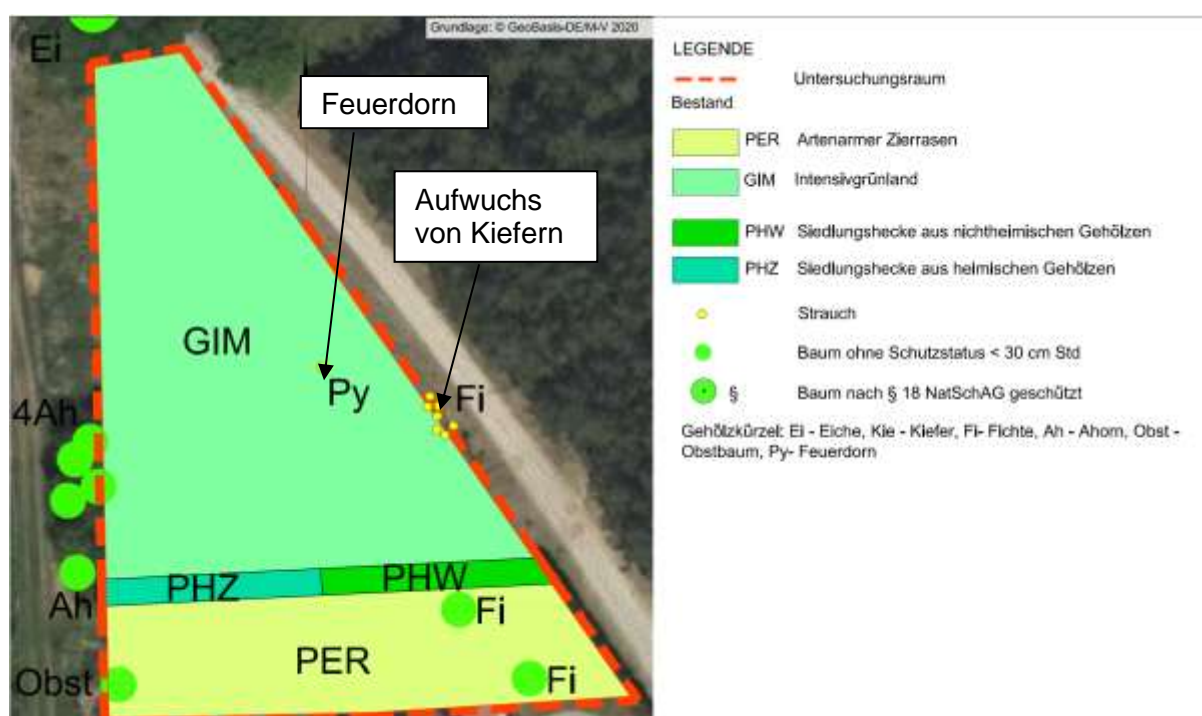 Grundlage: © GeoBasis-DE/M-V 2020
Ei
Feuerdorn
Aufwuchs
von Kiefern
GIM
Py
Fi
4Ah
PHZ
PHW
Ah
Fi
PER
Obst
Fi
LEGENDE
Untersuchungsraum
Bestand
PER Artenarmer Zierrasen
GIM Intensivgrünland
PHW Siedlungshecke aus nichtheimischen Gehölzen
PHZ Siedlungshecke aus heimischen Gehölzen
Strauch
Baum ohne Schutzstatus < 30 cm Std
§ Baum nach § 18 NatSchAG geschützt
Gehölzkürzel: Ei - Eiche, Kie - Kiefer, Fi- Fichte, Ah - Ahorn, Obst -
Obstbaum, Py- Feuerdorn